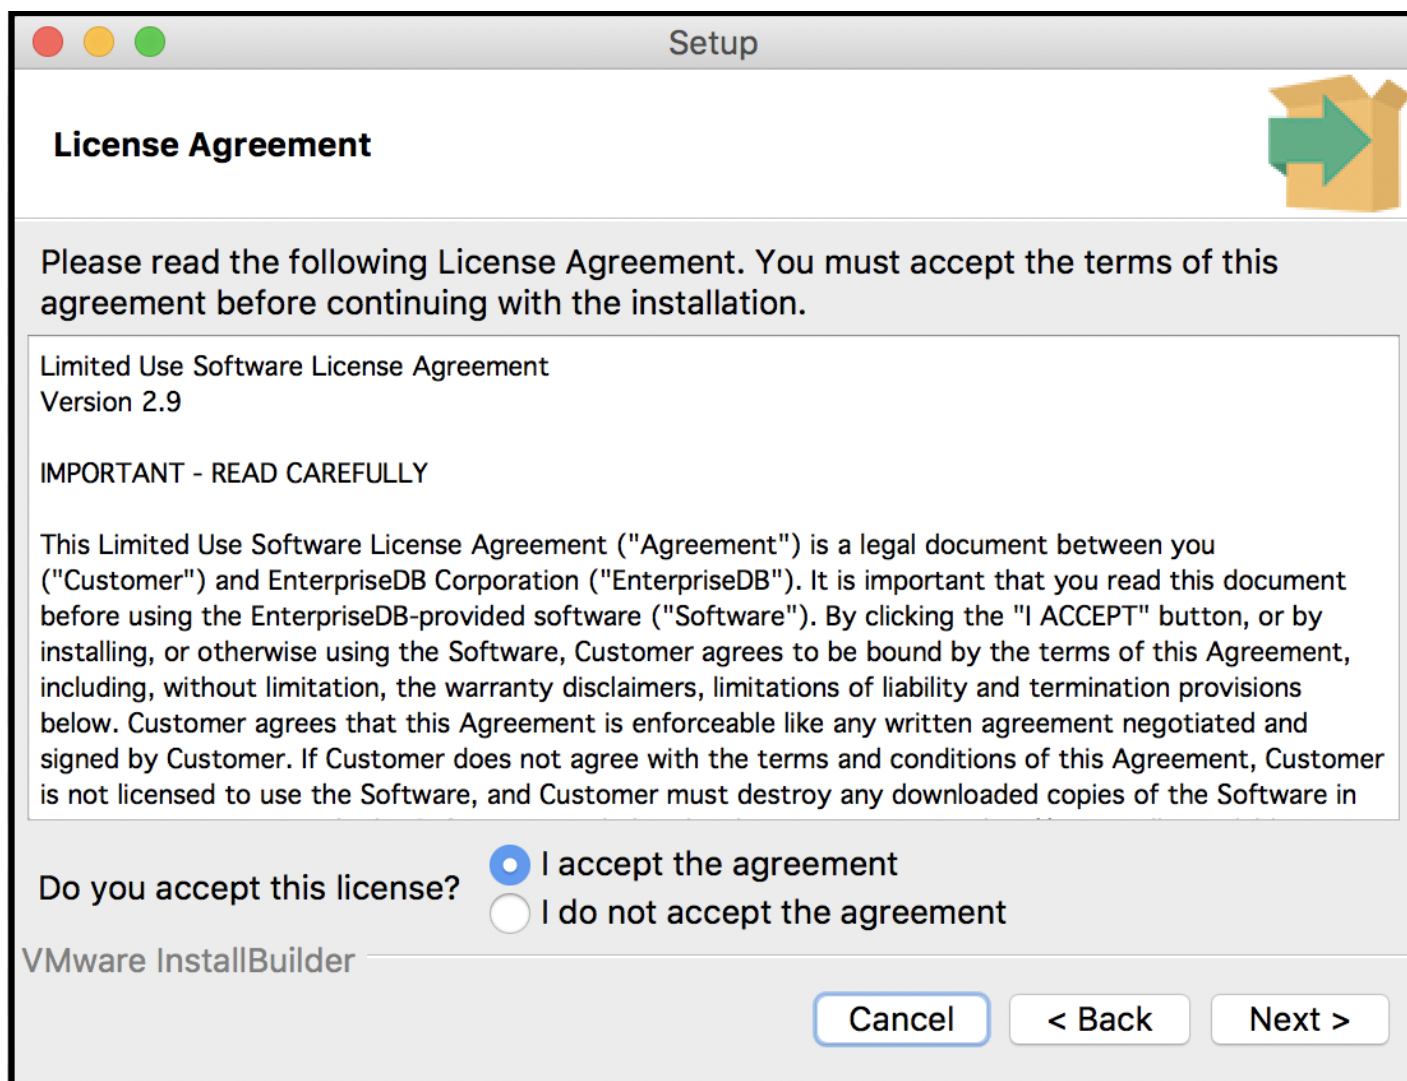 Setup
License Agreement
Please read the following License Agreement. You must accept the terms of this
agreement before continuing with the installation.
Limited Use Software License Agreement
Version 2.9
IMPORTANT - READ CAREFULLY
This Limited Use Software License Agreement ("Agreement") is a legal document between you
("Customer") and EnterpriseDB Corporation ("EnterpriseDB"). It is important that you read this document
before using the EnterpriseDB-provided software ("Software"). By clicking the "I ACCEPT" button, or by
installing, or otherwise using the Software, Customer agrees to be bound by the terms of this Agreement,
including, without limitation, the warranty disclaimers, limitations of liability and termination provisions
below. Customer agrees that this Agreement is enforceable like any written agreement negotiated and
signed by Customer. If Customer does not agree with the terms and conditions of this Agreement, Customer
is not licensed to use the Software, and Customer must destroy any downloaded copies of the Software in
Do you accept this license?
I accept the agreement
I do not accept the agreement
VMware InstallBuilder
Cancel
< Back
Next >